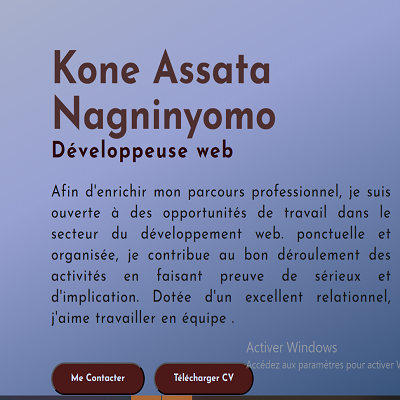 Kone Assata
Nagninyomo
Développeuse web
Afin d'enrichir mon parcours professionnel, je suis
ouverte à des opportunités de travail dans le
secteur du développement web. ponctuelle et
organisée, je contribue au bon déroulement des
activités en faisant preuve de sérieux et
d'implication. Dotée d'un excellent relationnel,
j'aime travailler en équipe .
Activer Windows
Accédez aux paramètres pour activer W
Me Contacter
Télécharger CV